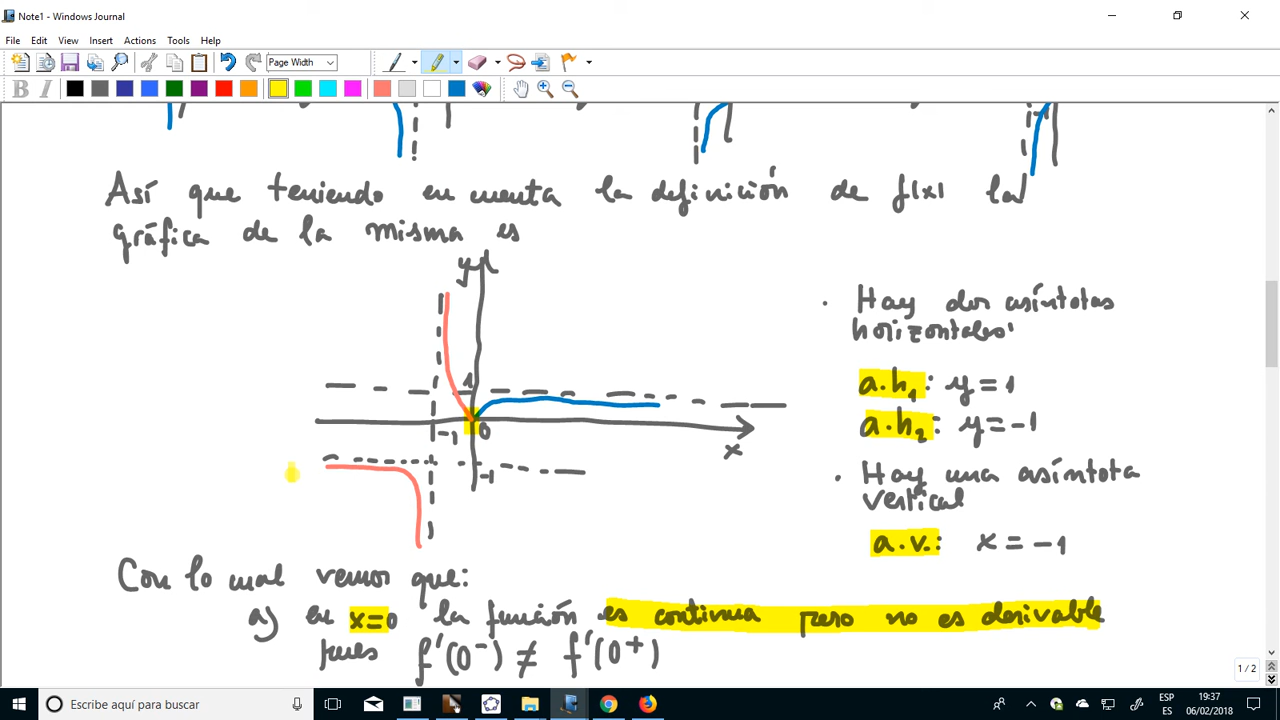 Note1 - Windows Journal
File Edit View Insert Actions Tools Help
Page Width
B I
Así que teniendo en cuenta la definición de f(x) la
gráfica de la misma es
y
1
-1 0
x
-1
· Hay dos asíntotas
horizontales
a.h1: y = 1
a.h2: y = -1
· Hay una asíntota
vertical
a.v.: x = -1
Con lo cual vemos que:
a) en x=0 la función es continua pero no es derivable
pues f'(0⁻) ≠ f'(0⁺)
1 / 2
Escribe aquí para buscar
ESP
ES
19:37
06/02/2018